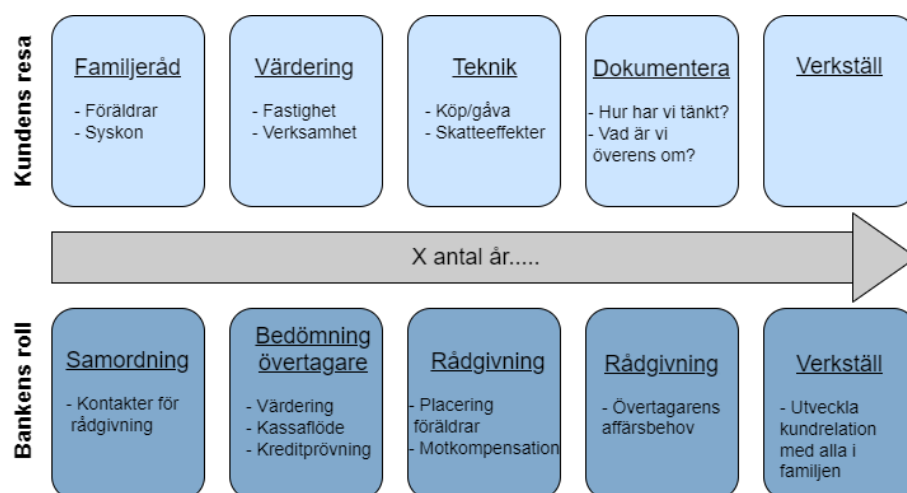 Kundens resa
Familjeråd
- Föräldrar
- Syskon
Värdering
- Fastighet
- Verksamhet
Teknik
- Köp/gåva
- Skatteeffekter
Dokumentera
- Hur har vi tänkt?
- Vad är vi
överens om?
Verkställ
X antal år.....
Bankens roll
Samordning
- Kontakter för
rådgivning
Bedömning
övertagare
- Värdering
- Kassaflöde
- Kreditprövning
Rådgivning
- Placering
föräldrar
- Motkompensation
Rådgivning
- Övertagarens
affärsbehov
Verkställ
- Utveckla
kundrelation
med alla i
familjen